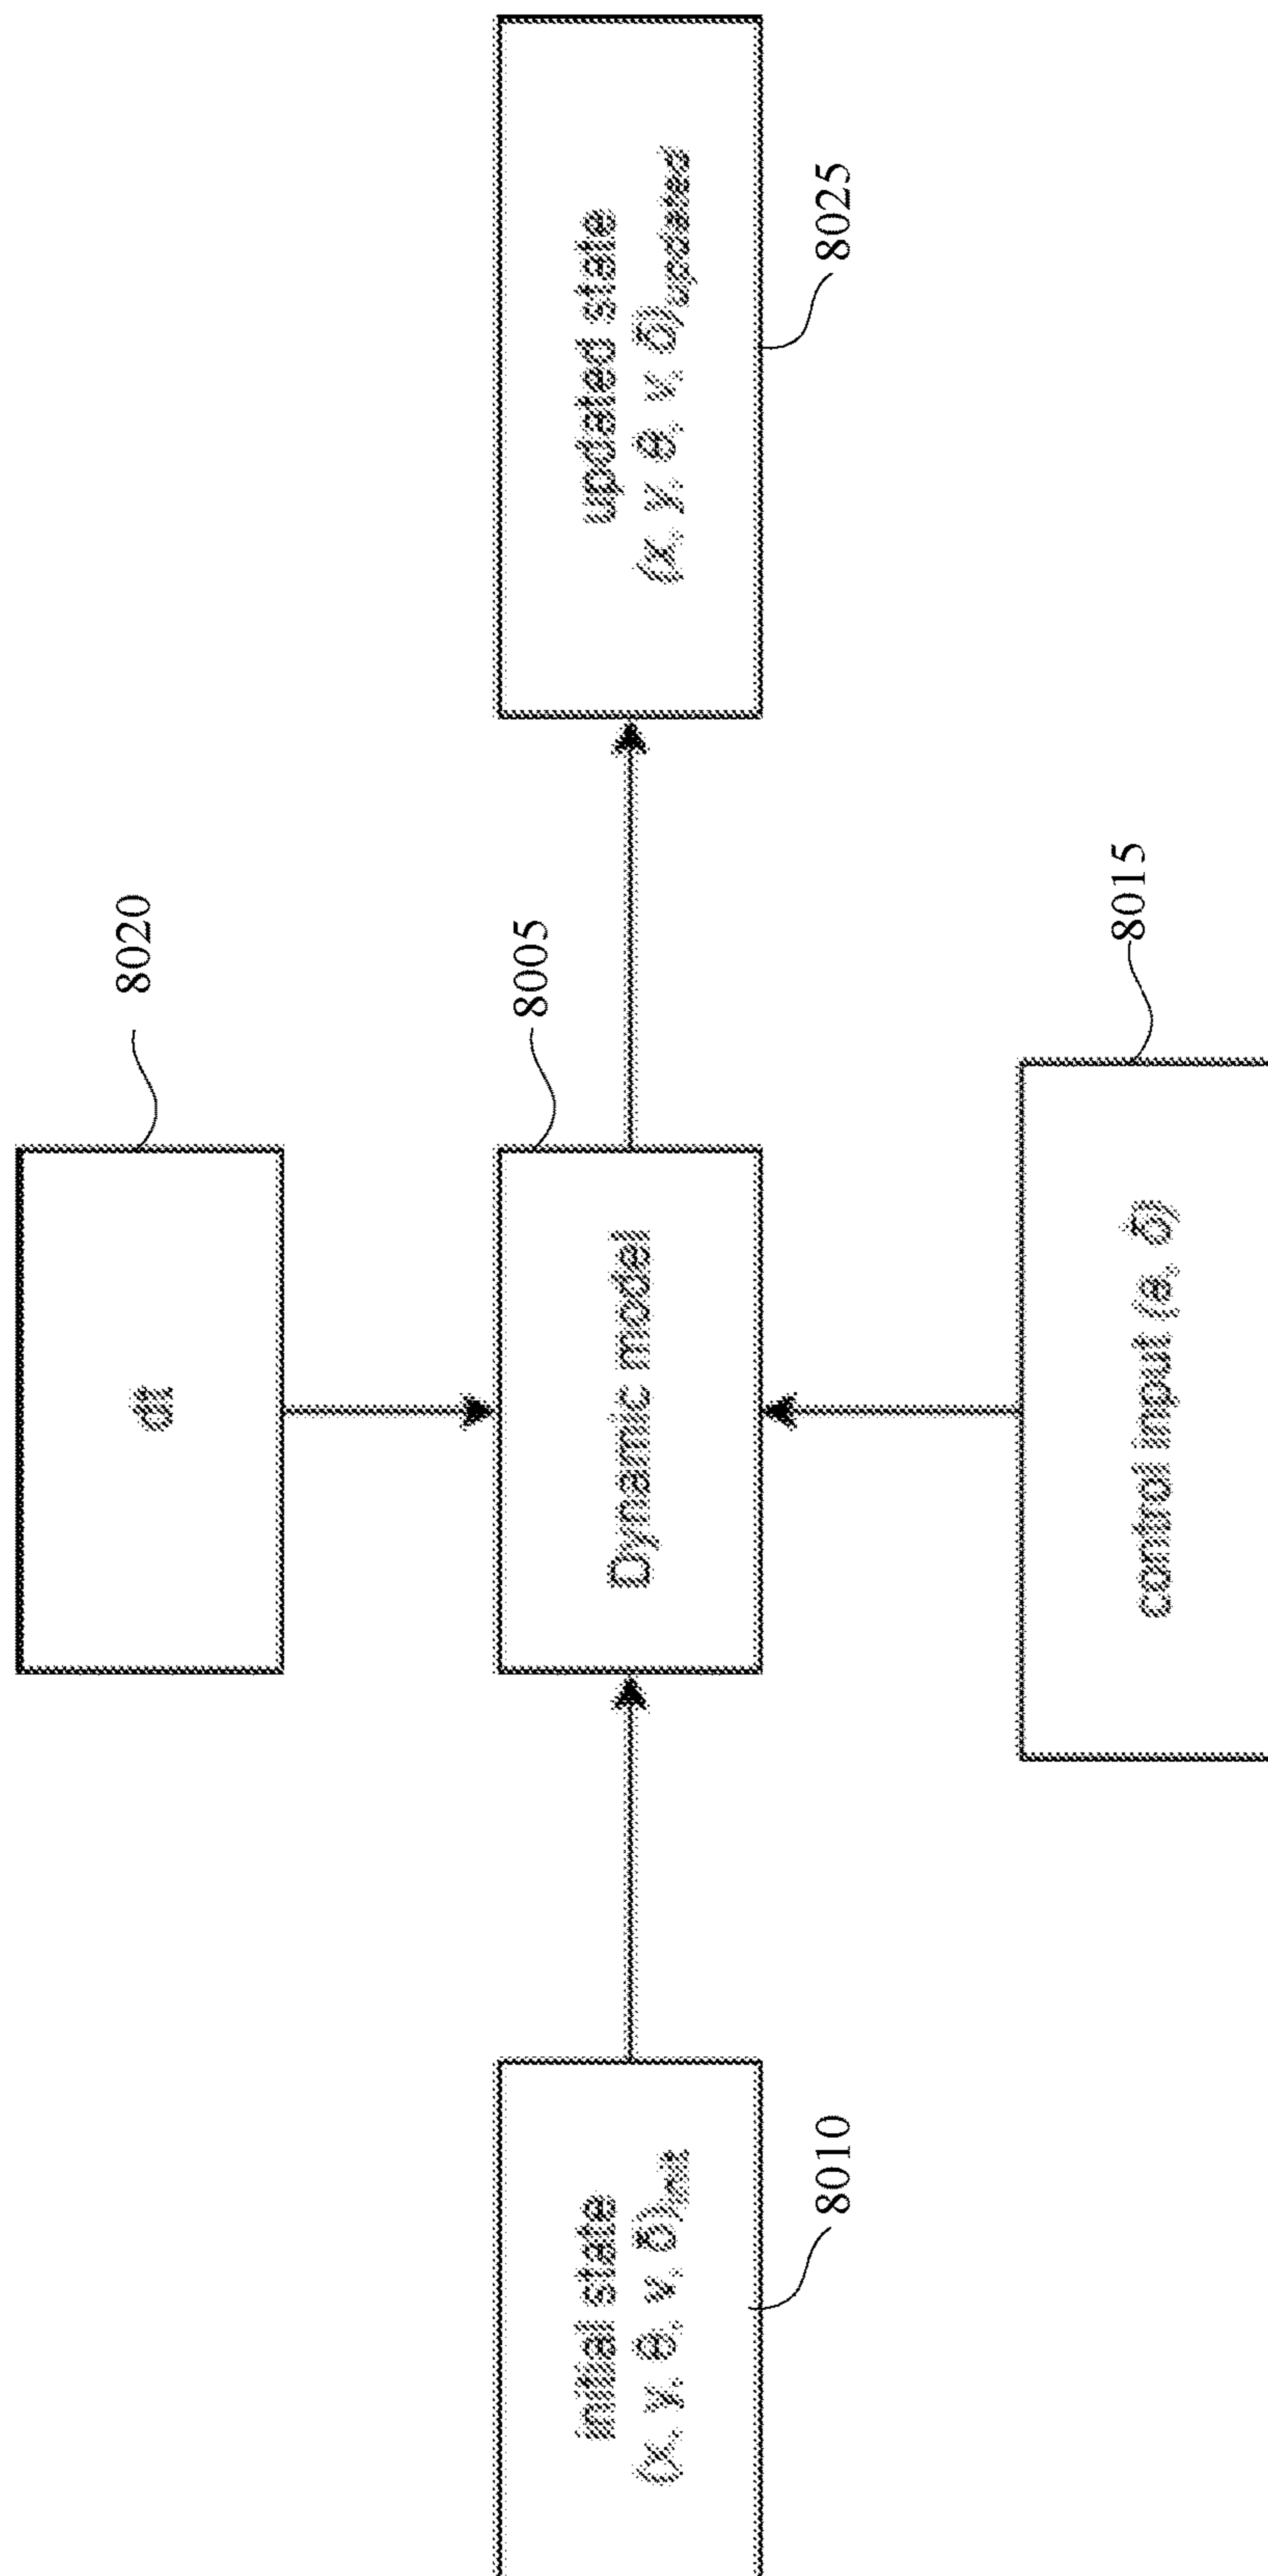 8020
dt
8005
initial state
(x, y, θ, v, δ)init
Dynamic model
updated state
(x, y, θ, v, δ)updated
8010
8025
8015
control input (a, δ)